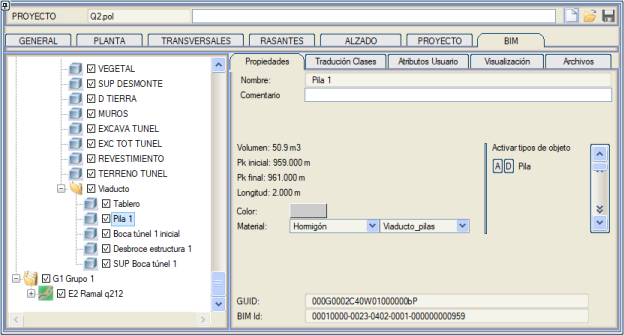 PROYECTO Q2.pol
GENERAL PLANTA TRANSVERSALES RASANTES ALZADO PROYECTO BIM
VEGETAL
SUP DESMONTE
D TIERRA
MUROS
EXCAVA TUNEL
EXC TOT TUNEL
REVESTIMIENTO
TERRENO TUNEL
Viaducto
Tablero
Pila 1
Boca túnel 1 inicial
Desbroce estructura 1
SUP Boca túnel 1
G1 Grupo 1
E2 Ramal q212
Propiedades Tradución Clases Atributos Usuario Visualización Archivos
Nombre: Pila 1
Comentario
Volumen: 50.9 m3
Pk inicial: 959.000 m
Pk final: 961.000 m
Longitud: 2.000 m
Color:
Material: Hormigón Viaducto_pilas
Activar tipos de objeto
A D Pila
GUID: 000G0002C40W01000000bP
BIM Id: 00010000-0023-0402-0001-000000000959